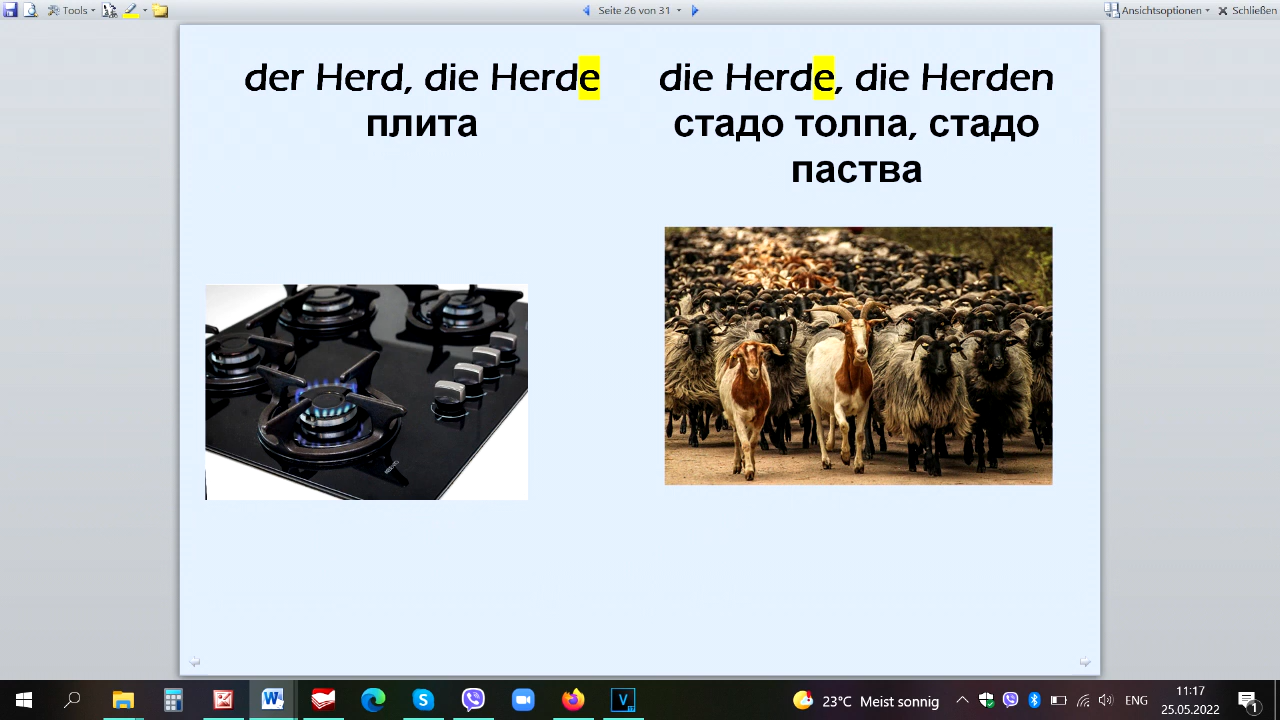 Tools
Seite 26 von 31
Ansichtsoptionen
Schließen
der Herd, die Herde
плита
die Herde, die Herden
стадо толпа, стадо
паства
23°C Meist sonnig
ENG
11:17
25.05.2022
1